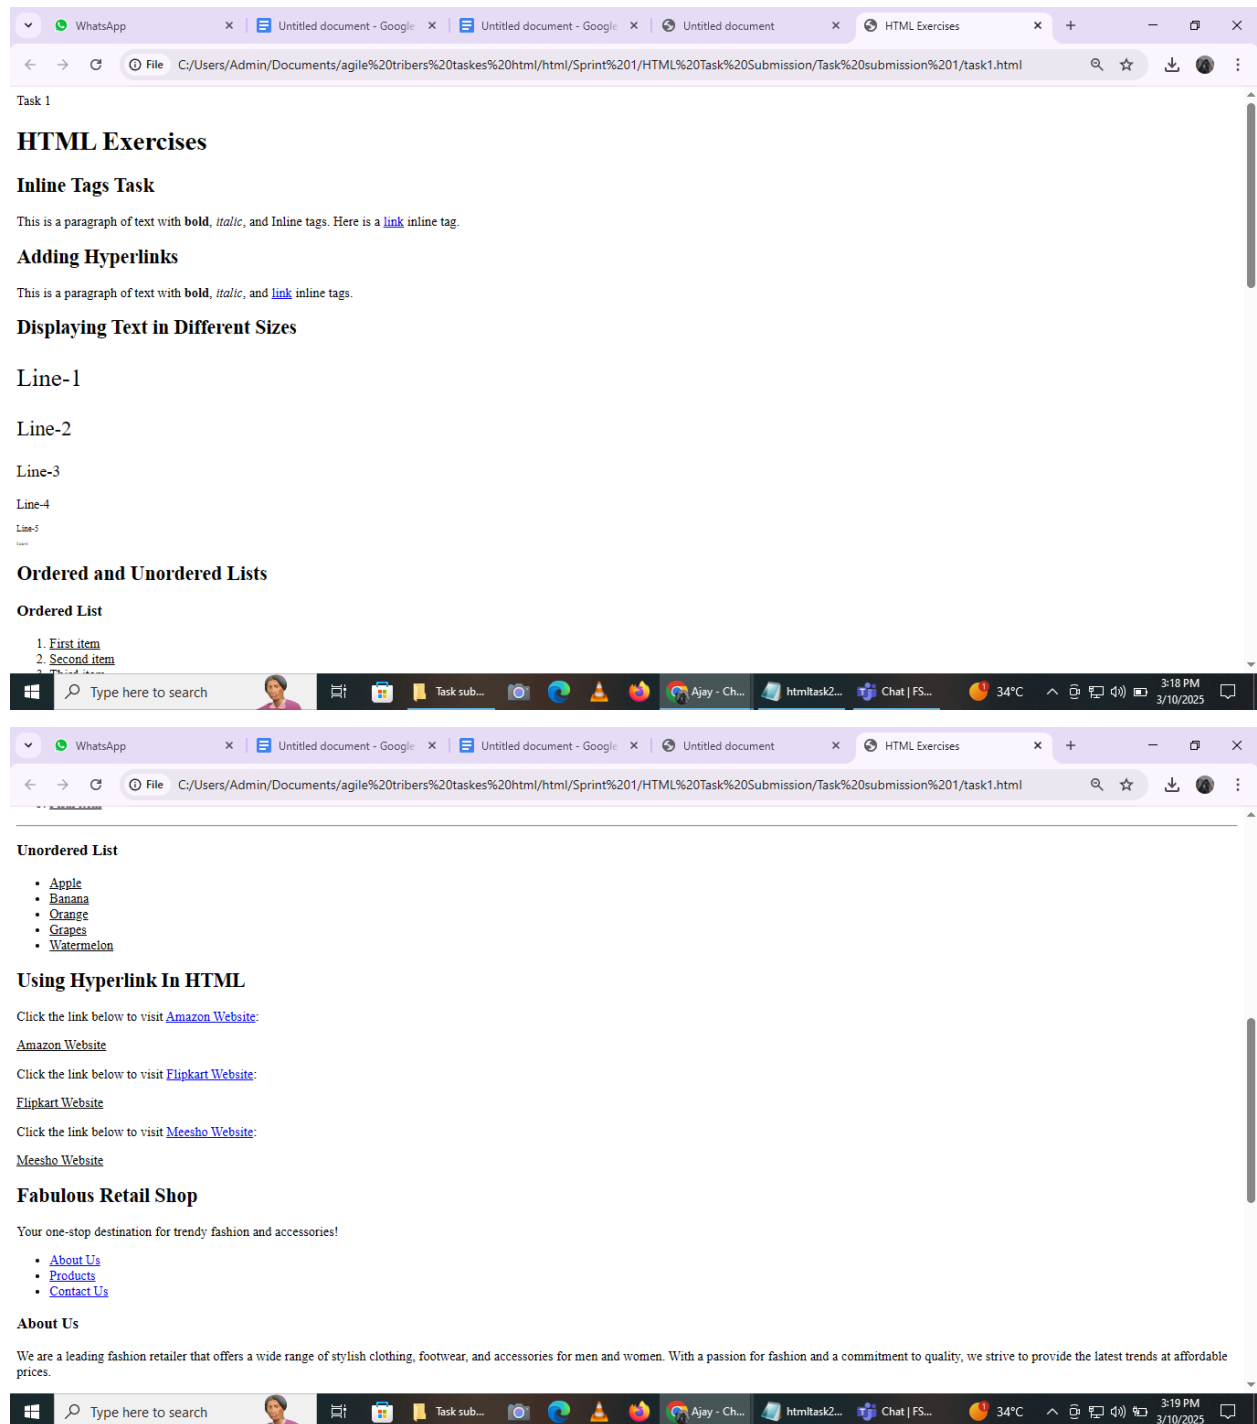 WhatsApp
Untitled document - Google
Untitled document - Google
Untitled document
HTML Exercises
File
C:/Users/Admin/Documents/agile%20tribers%20taskes%20html/html/Sprint%201/HTML%20Task%20Submission/Task%20submission%201/task1.html
Task 1
HTML Exercises
Inline Tags Task
This is a paragraph of text with bold, italic, and Inline tags. Here is a link inline tag.
Adding Hyperlinks
This is a paragraph of text with bold, italic, and link inline tags.
Displaying Text in Different Sizes
Line-1
Line-2
Line-3
Line-4
Line-5
Ordered and Unordered Lists
Ordered List
1. First item
2. Second item
3. Third item
Type here to search
Task sub...
Ajay - Ch...
htmltask2...
Chat | FS...
34°C
3:18 PM
3/10/2025
WhatsApp
Untitled document - Google
Untitled document - Google
Untitled document
HTML Exercises
File
C:/Users/Admin/Documents/agile%20tribers%20taskes%20html/html/Sprint%201/HTML%20Task%20Submission/Task%20submission%201/task1.html
Unordered List
• Apple
• Banana
• Orange
• Grapes
• Watermelon
Using Hyperlink In HTML
Click the link below to visit Amazon Website:
Amazon Website
Click the link below to visit Flipkart Website:
Flipkart Website
Click the link below to visit Meesho Website:
Meesho Website
Fabulous Retail Shop
Your one-stop destination for trendy fashion and accessories!
• About Us
• Products
• Contact Us
About Us
We are a leading fashion retailer that offers a wide range of stylish clothing, footwear, and accessories for men and women. With a passion for fashion and a commitment to quality, we strive to provide the latest trends at affordable
prices.
Type here to search
Task sub...
Ajay - Ch...
htmltask2...
Chat | FS...
34°C
3:19 PM
3/10/2025